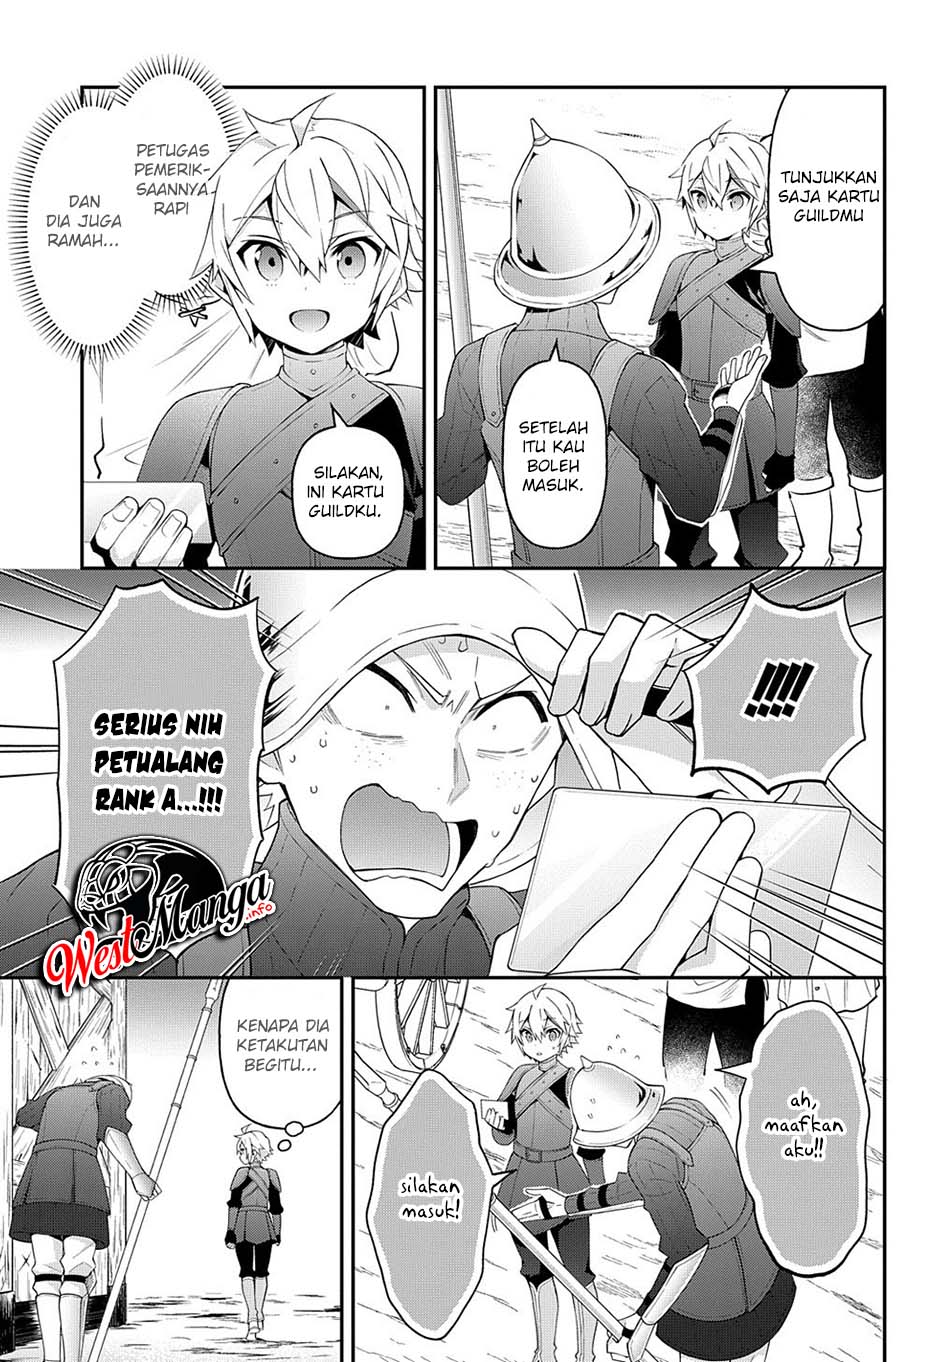 TUNJUKKAN
SAJA KARTU
GUILDMU
SETELAH
ITU KAU
BOLEH
MASUK.
PETUGAS
PEMERIK-
SAANNYA
RAPI
DAN
DIA JUGA
RAMAH...
SILAKAN,
INI KARTU
GUILDKU.
!!!!
SERIUS NIH
PETUALANG
RANK A...!!!
WestManga
.info
ah,
maafkan
aku!!
silakan
masuk!
KENAPA DIA
KETAKUTAN
BEGITU...